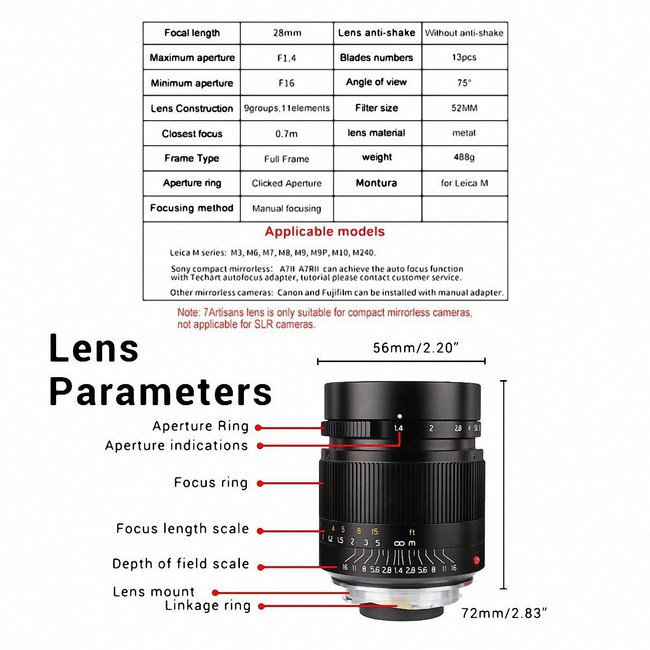 Focal length 28mm Lens anti-shake Without anti-shake
Maximum aperture F1.4 Blades numbers 13pcs
Minimum aperture F16 Angle of view 75°
Lens Construction 9groups,11elements Filter size 52MM
Closest focus 0.7m lens material metal
Frame Type Full Frame weight 488g
Aperture ring Clicked Aperture Montura for Leica M
Focusing method Manual focusing
Applicable models
Leica M series: M3, M6, M7, M8, M9, M9P, M10, M240.
Sony compact mirrorless: A7II A7RII can achieve the auto focus function
with Techart autofocus adapter, tutorial please contact customer service.
Other mirrorless cameras: Canon and Fujifilm can be installed with manual adapter.
Note: 7Artisans lens is only suitable for compact mirrorless cameras,
not applicable for SLR cameras.
Lens
Parameters
56mm/2.20”
Aperture Ring
Aperture indications
1.4 2 2.8 4 5.6 8
Focus ring
Focus length scale
4 5 8 15 ft
1 1.2 1.5 2 3 5 ∞ m
Depth of field scale
16 11 8 5.6 2.8 1.4 2.8 5.6 8 11 16
Lens mount
Linkage ring
72mm/2.83”